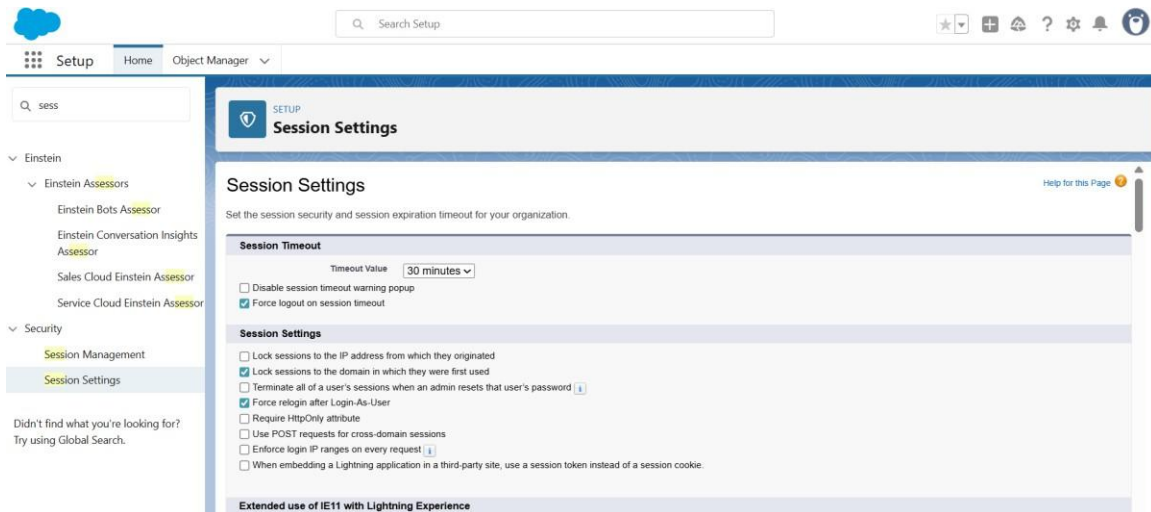 Search Setup
Setup
Home
Object Manager
sess
Einstein
Einstein Assessors
Einstein Bots Assessor
Einstein Conversation Insights
Assessor
Sales Cloud Einstein Assessor
Service Cloud Einstein Assessor
Security
Session Management
Session Settings
Didn't find what you're looking for?
Try using Global Search.
SETUP
Session Settings
Session Settings
Help for this Page
Set the session security and session expiration timeout for your organization.
Session Timeout
Timeout Value 30 minutes
Disable session timeout warning popup
Force logout on session timeout
Session Settings
Lock sessions to the IP address from which they originated
Lock sessions to the domain in which they were first used
Terminate all of a user's sessions when an admin resets that user's password
Force relogin after Login-As-User
Require HttpOnly attribute
Use POST requests for cross-domain sessions
Enforce login IP ranges on every request
When embedding a Lightning application in a third-party site, use a session token instead of a session cookie.
Extended use of IE11 with Lightning Experience